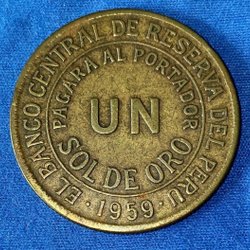 EL BANCO CENTRAL DE RESERVA DEL PERU
PAGARA AL PORTADOR
UN
SOL DE ORO
· 1959 ·